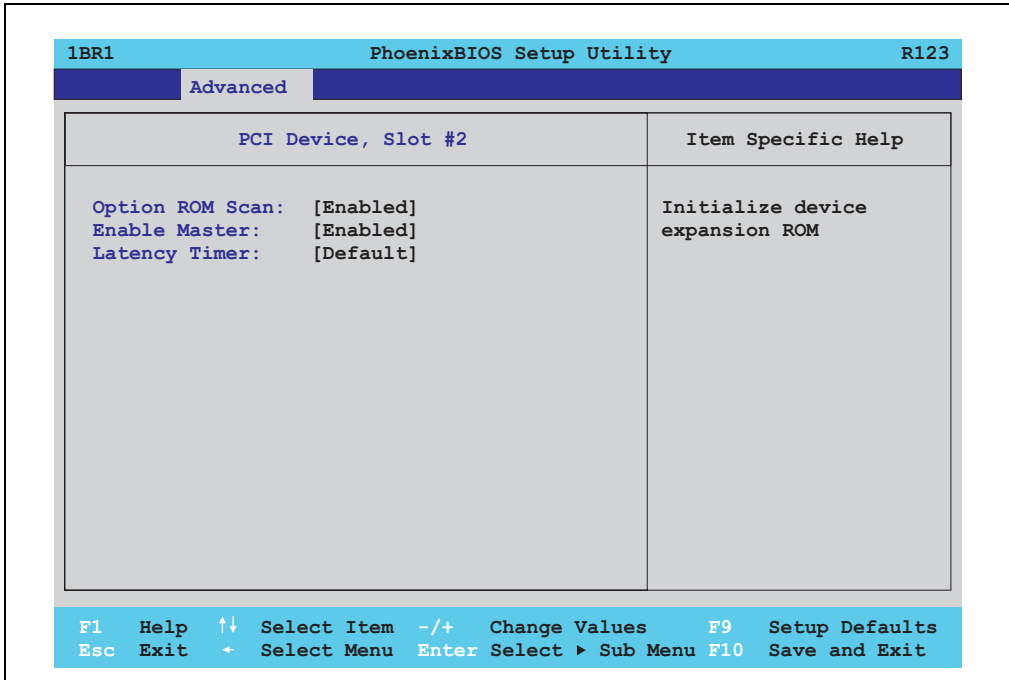 1BR1 PhoenixBIOS Setup Utility R123
Advanced
PCI Device, Slot #2
Item Specific Help
Option ROM Scan: [Enabled]
Enable Master: [Enabled]
Latency Timer: [Default]
Initialize device
expansion ROM
F1 Help ↑↓ Select Item -/+ Change Values F9 Setup Defaults
Esc Exit ← Select Menu Enter Select ▶ Sub Menu F10 Save and Exit